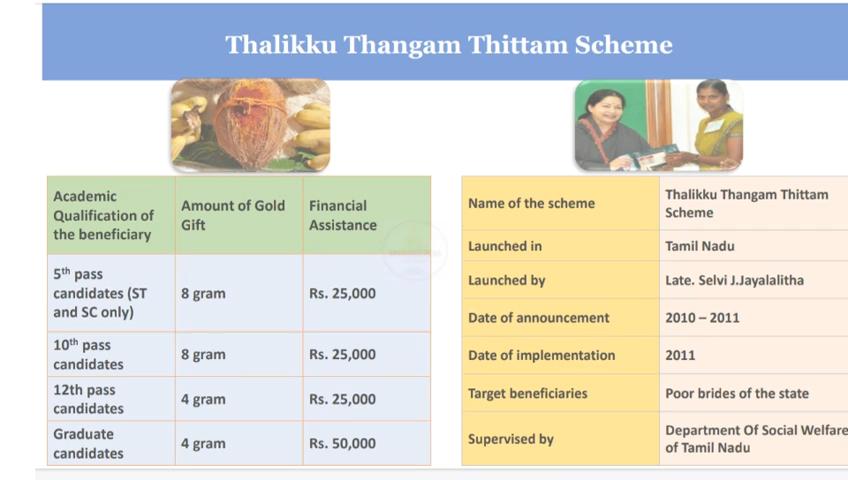 Thalikku Thangam Thittam Scheme
Academic
Qualification of
the beneficiary
Amount of Gold
Gift
Financial
Assistance
5th pass
candidates (ST
and SC only)
8 gram
Rs. 25,000
10th pass
candidates
8 gram
Rs. 25,000
12th pass
candidates
4 gram
Rs. 25,000
Graduate
candidates
4 gram
Rs. 50,000
Name of the scheme
Thalikku Thangam Thittam
Scheme
Launched in
Tamil Nadu
Launched by
Late. Selvi J.Jayalalitha
Date of announcement
2010 – 2011
Date of implementation
2011
Target beneficiaries
Poor brides of the state
Supervised by
Department Of Social Welfare
of Tamil Nadu